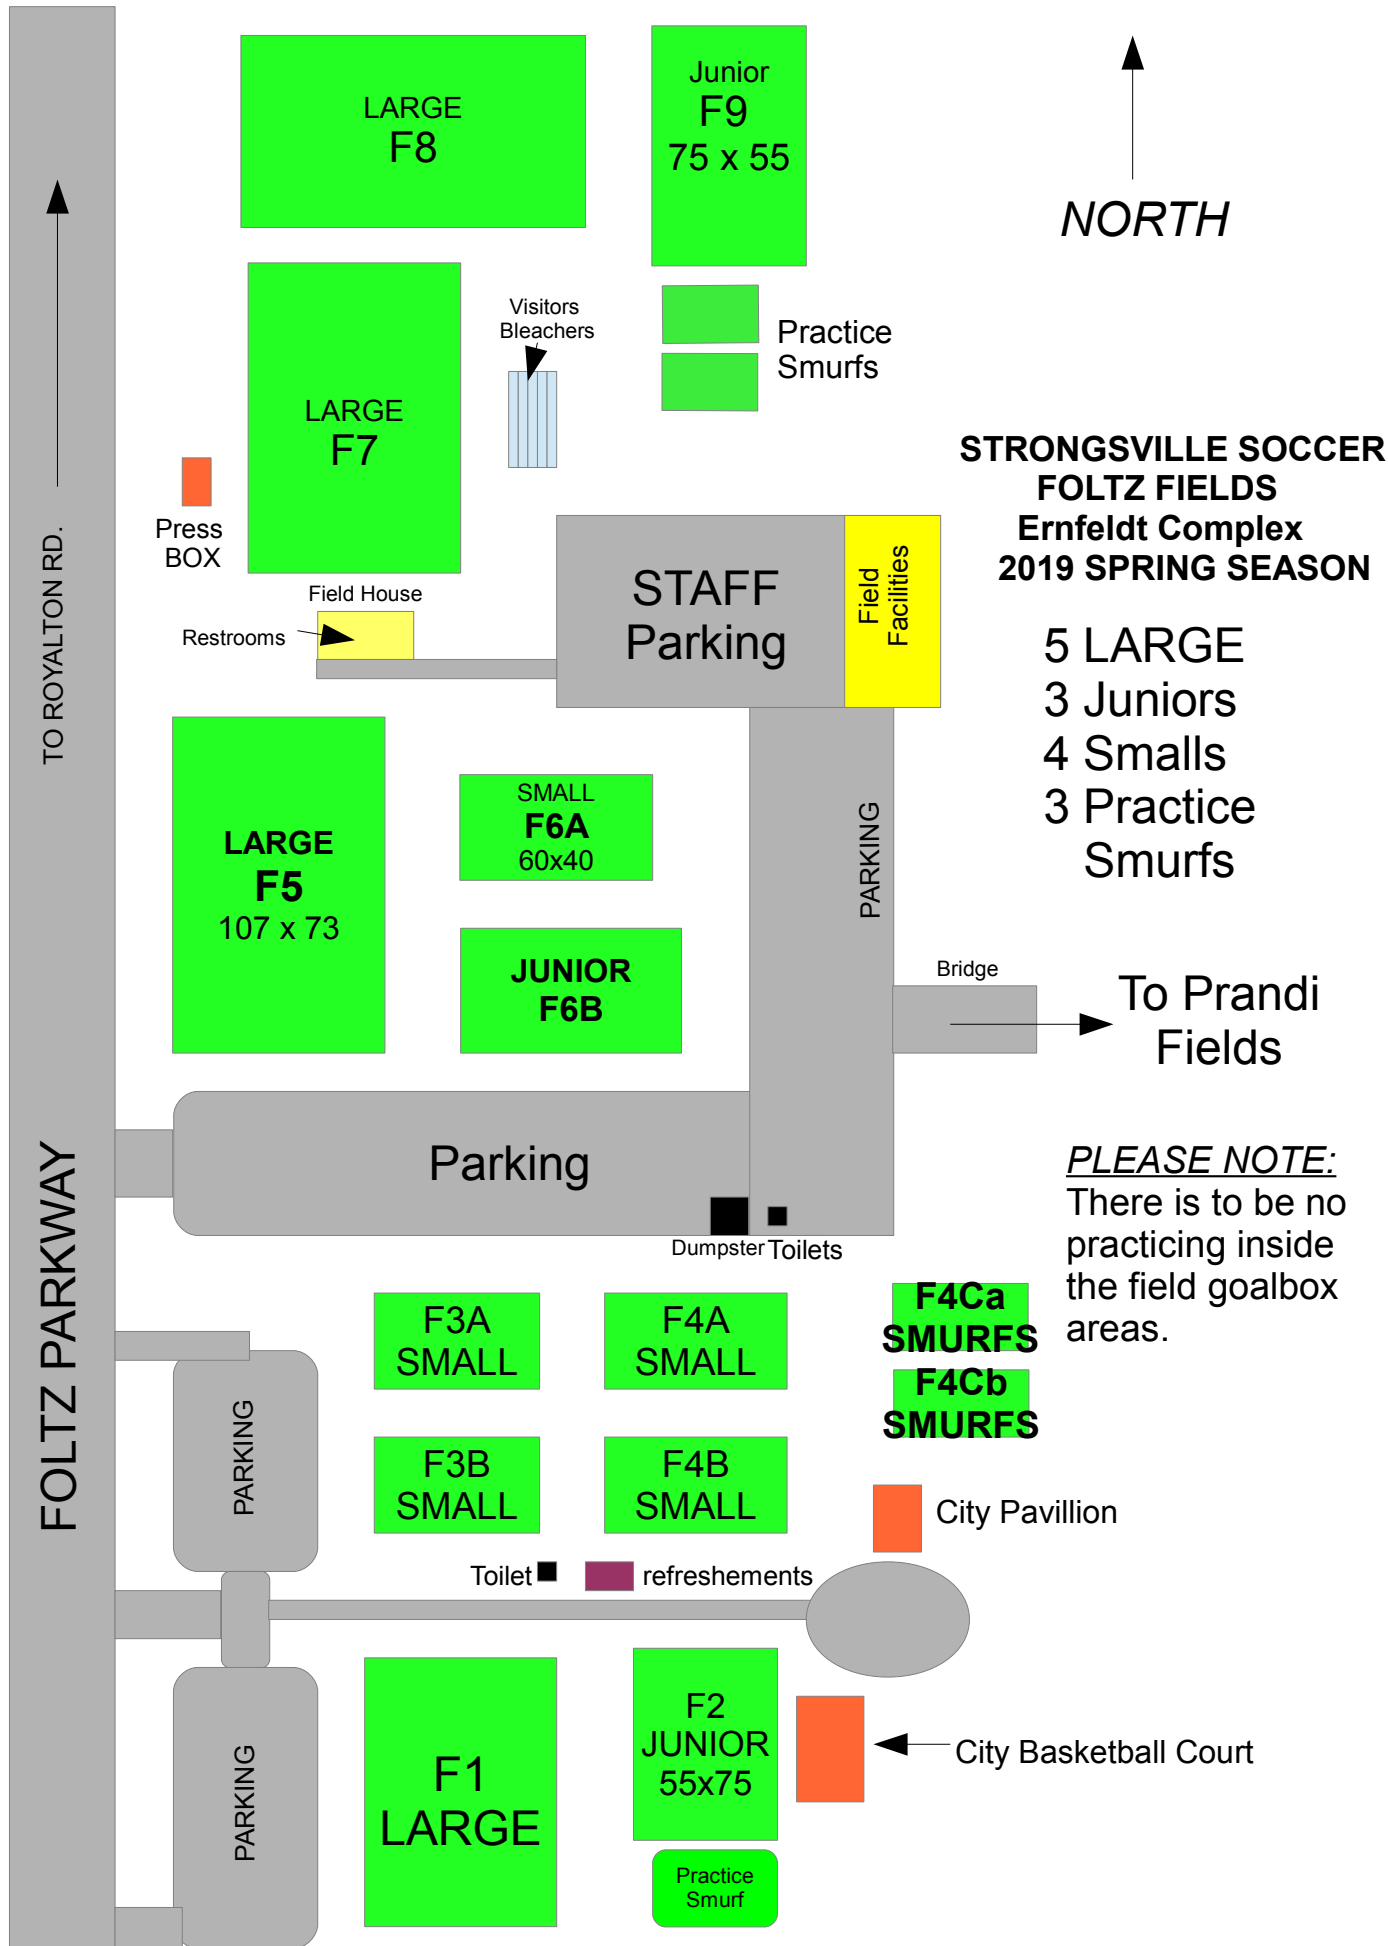 LARGE
F8
Junior
F9
75 x 55
NORTH
Visitors
Bleachers
Practice
Smurfs
LARGE
F7
Press
BOX
STRONGSVILLE SOCCER
FOLTZ FIELDS
Ernfeldt Complex
2019 SPRING SEASON
TO ROYALTON RD.
Field House
Restrooms
STAFF
Parking
Field
Facilities
5 LARGE
3 Juniors
4 Smalls
3 Practice
Smurfs
LARGE
F5
107 x 73
SMALL
F6A
60x40
PARKING
JUNIOR
F6B
Bridge
To Prandi
Fields
Parking
Dumpster
Toilets
PLEASE NOTE:
There is to be no
practicing inside
the field goalbox
areas.
FOLTZ PARKWAY
F3A
SMALL
F4A
SMALL
F4Ca
SMURFS
F4Cb
SMURFS
PARKING
F3B
SMALL
F4B
SMALL
City Pavillion
Toilet
refreshements
F1
LARGE
F2
JUNIOR
55x75
City Basketball Court
PARKING
Practice
Smurf